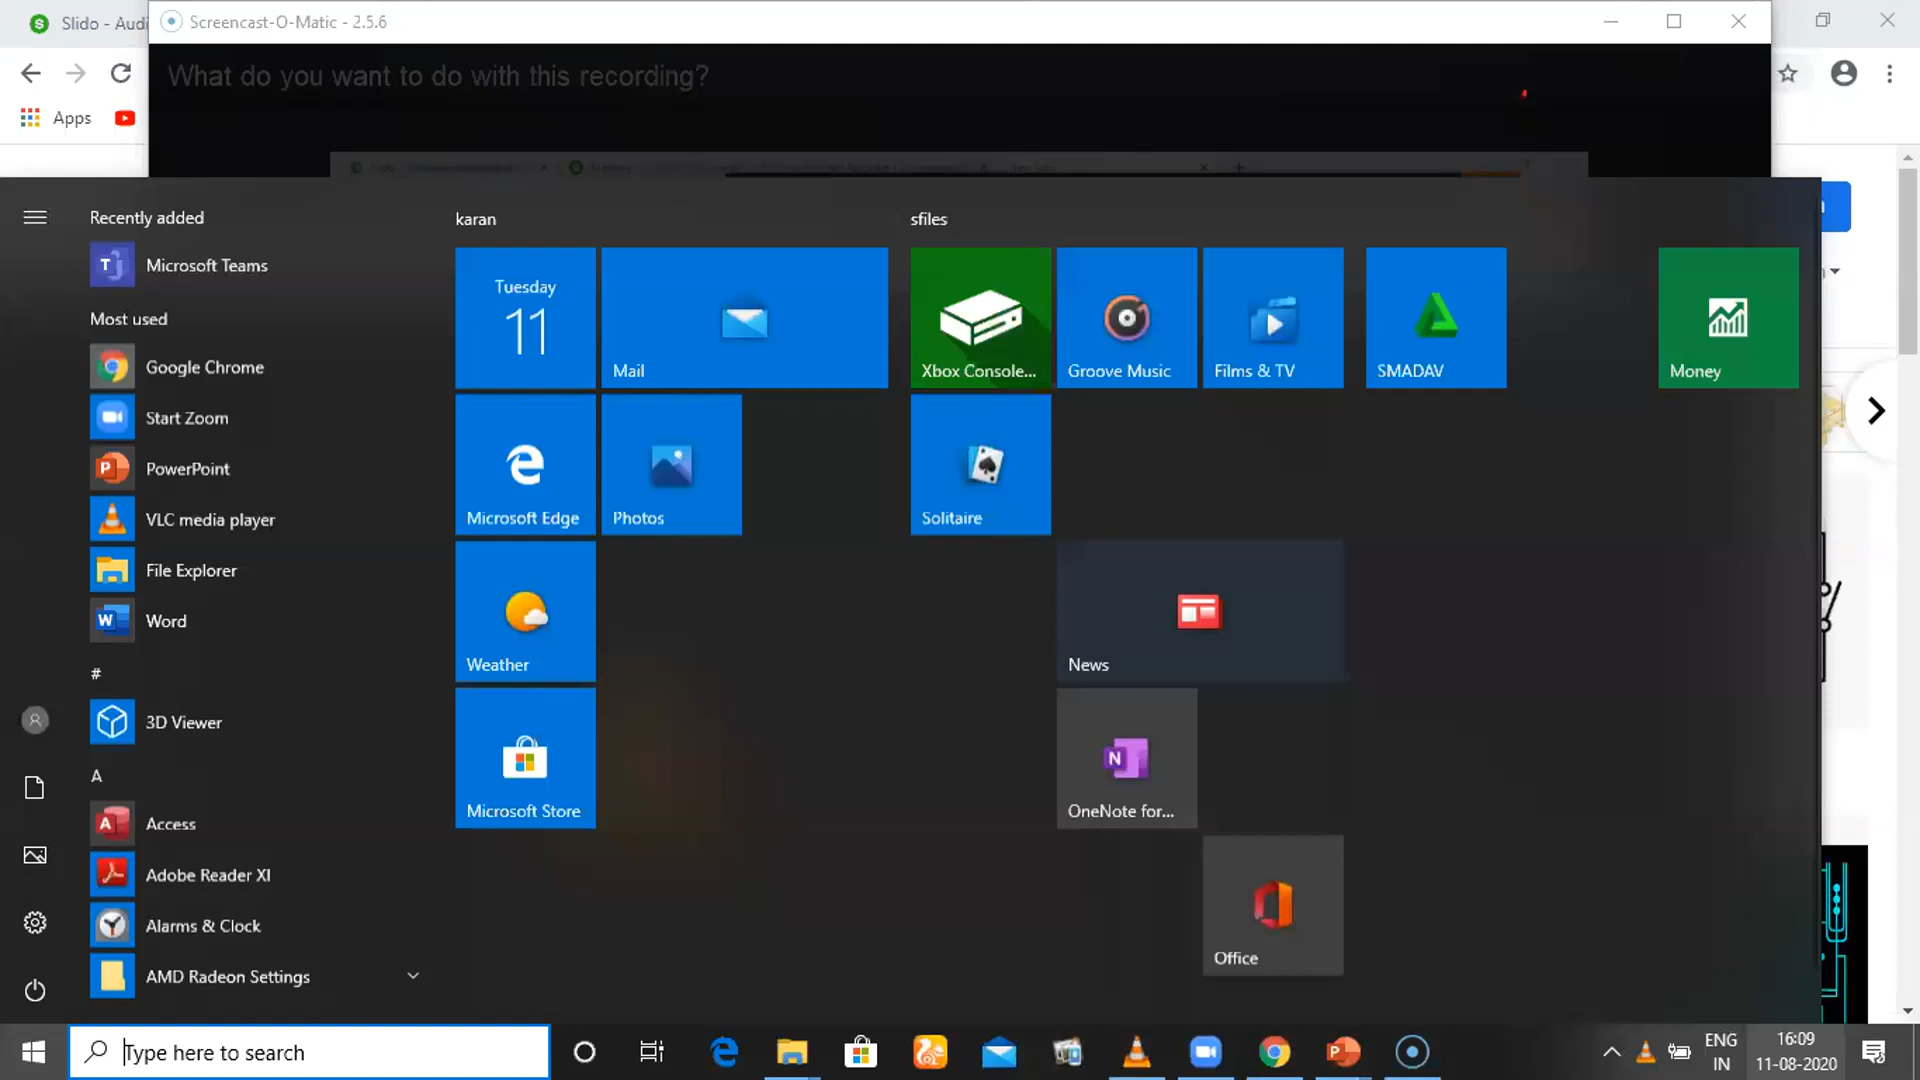 Slido - Audi
Screencast-O-Matic - 2.5.6
What do you want to do with this recording?
Apps
Recently added
Microsoft Teams
Most used
Google Chrome
Start Zoom
PowerPoint
VLC media player
File Explorer
Word
#
3D Viewer
A
Access
Adobe Reader XI
Alarms & Clock
AMD Radeon Settings
karan
Tuesday
11
Mail
Microsoft Edge
Photos
Weather
Microsoft Store
sfiles
Xbox Console...
Groove Music
Films & TV
SMADAV
Money
Solitaire
News
OneNote for...
Office
Type here to search
ENG
IN
16:09
11-08-2020